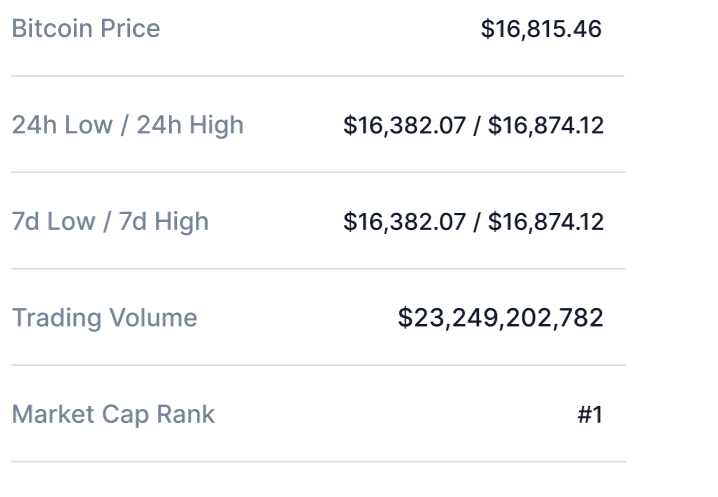 Bitcoin Price $16,815.46
24h Low / 24h High $16,382.07 / $16,874.12
7d Low / 7d High $16,382.07 / $16,874.12
Trading Volume $23,249,202,782
Market Cap Rank #1